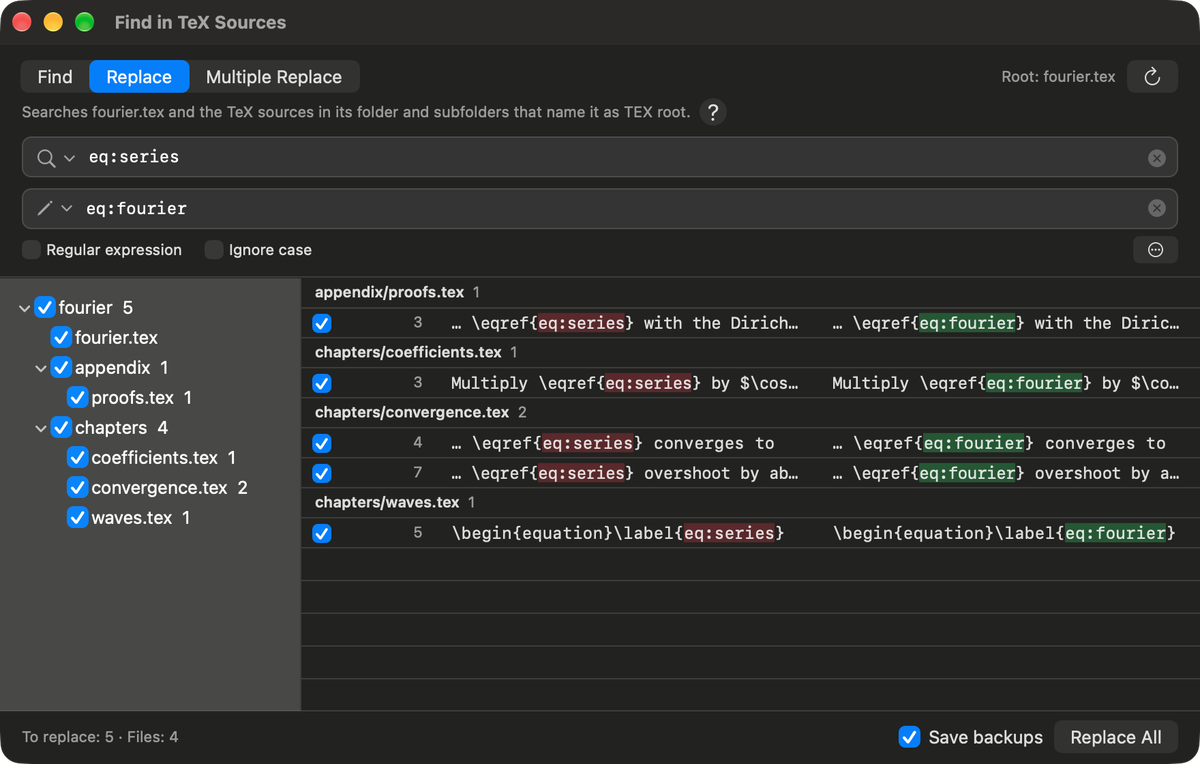 Find in TeX Sources
Find Replace Multiple Replace Root: fourier.tex
Searches fourier.tex and the TeX sources in its folder and subfolders that name it as TEX root. ?
eq:series
eq:fourier
Regular expression Ignore case
fourier 5
fourier.tex
appendix 1
proofs.tex 1
chapters 4
coefficients.tex 1
convergence.tex 2
waves.tex 1
appendix/proofs.tex 1
3 … \eqref{eq:series} with the Dirich… … \eqref{eq:fourier} with the Diric…
chapters/coefficients.tex 1
3 Multiply \eqref{eq:series} by $\cos… Multiply \eqref{eq:fourier} by $\co…
chapters/convergence.tex 2
4 … \eqref{eq:series} converges to … \eqref{eq:fourier} converges to
7 … \eqref{eq:series} overshoot by ab… … \eqref{eq:fourier} overshoot by a…
chapters/waves.tex 1
5 \begin{equation}\label{eq:series} \begin{equation}\label{eq:fourier}
To replace: 5 · Files: 4 Save backups Replace All